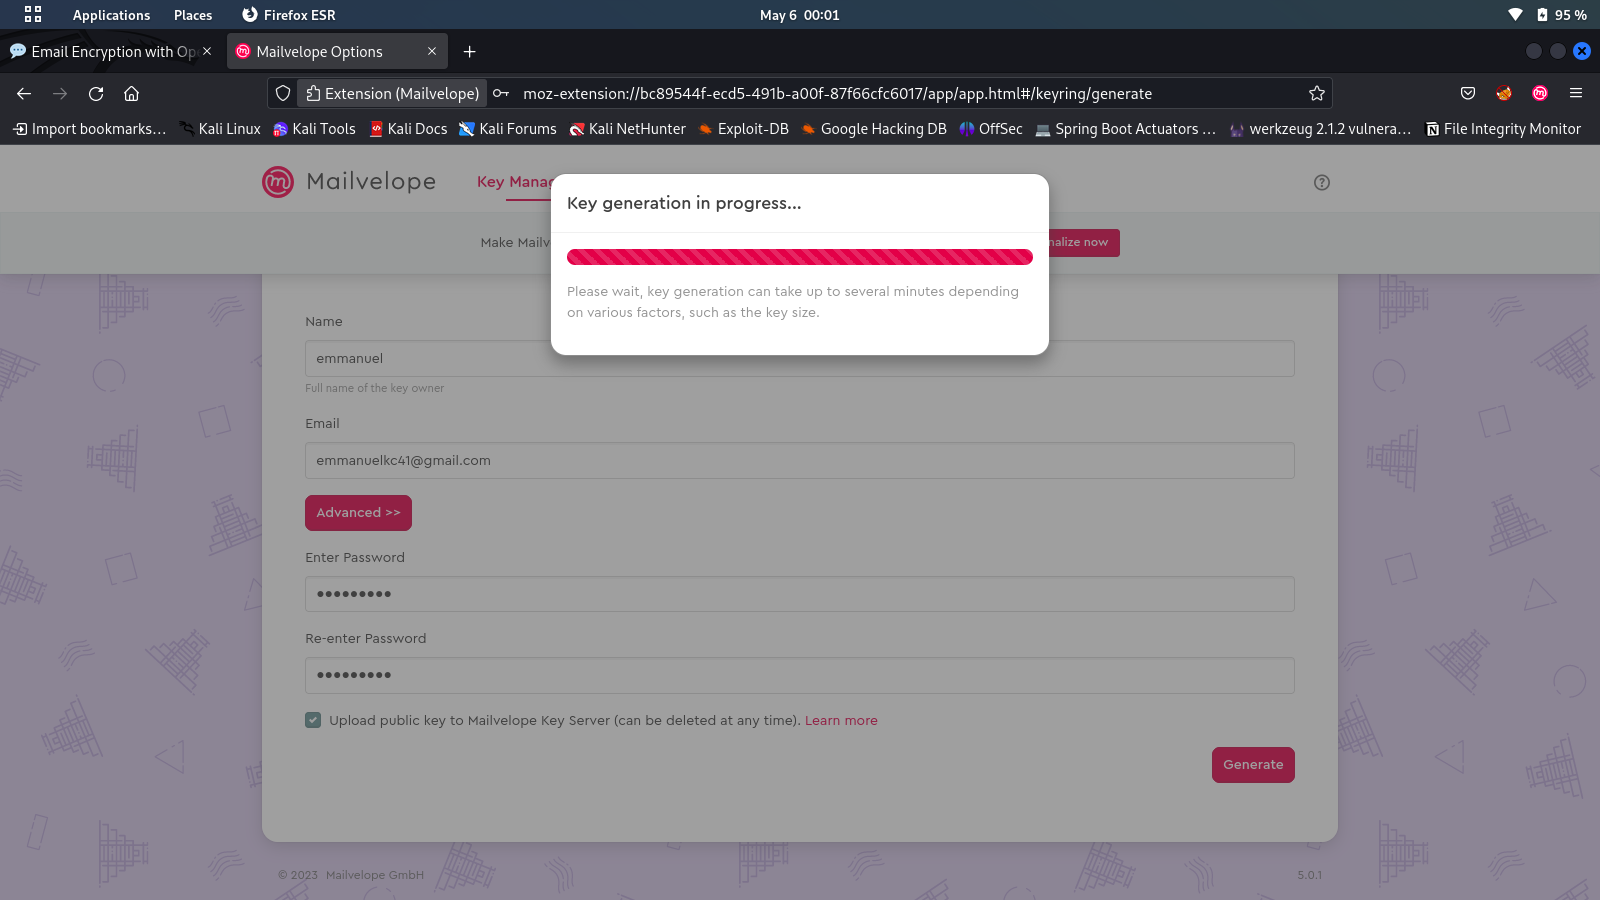 Applications Places Firefox ESR May 6 00:01 95 %
Email Encryption with Op Mailvelope Options
Extension (Mailvelope) moz-extension://bc89544f-ecd5-491b-a00f-87f66cfc6017/app/app.html#/keyring/generate
Import bookmarks... Kali Linux Kali Tools Kali Docs Kali Forums Kali NetHunter Exploit-DB Google Hacking DB OffSec Spring Boot Actuators ... werkzeug 2.1.2 vulnera... File Integrity Monitor
Mailvelope Key Manag
Key generation in progress...
Make Mailv nalize now
Please wait, key generation can take up to several minutes depending
on various factors, such as the key size.
Name
emmanuel
Full name of the key owner
Email
emmanuelkc41@gmail.com
Advanced >>
Enter Password
•••••••••
Re-enter Password
•••••••••
Upload public key to Mailvelope Key Server (can be deleted at any time). Learn more
Generate
© 2023 Mailvelope GmbH 5.0.1